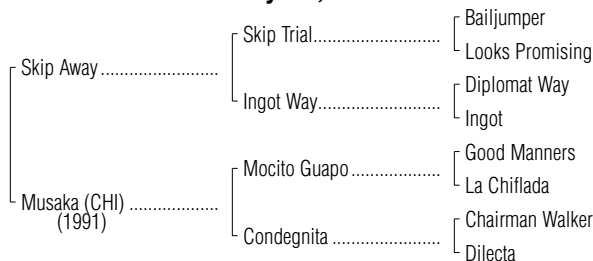 Bailjumper
Skip Trial
Looks Promising
Skip Away
Diplomat Way
Ingot Way
Ingot
Good Manners
Mocito Guapo
La Chiflada
Musaka (CHI)
(1991)
Chairman Walker
Condegnita
Dilecta